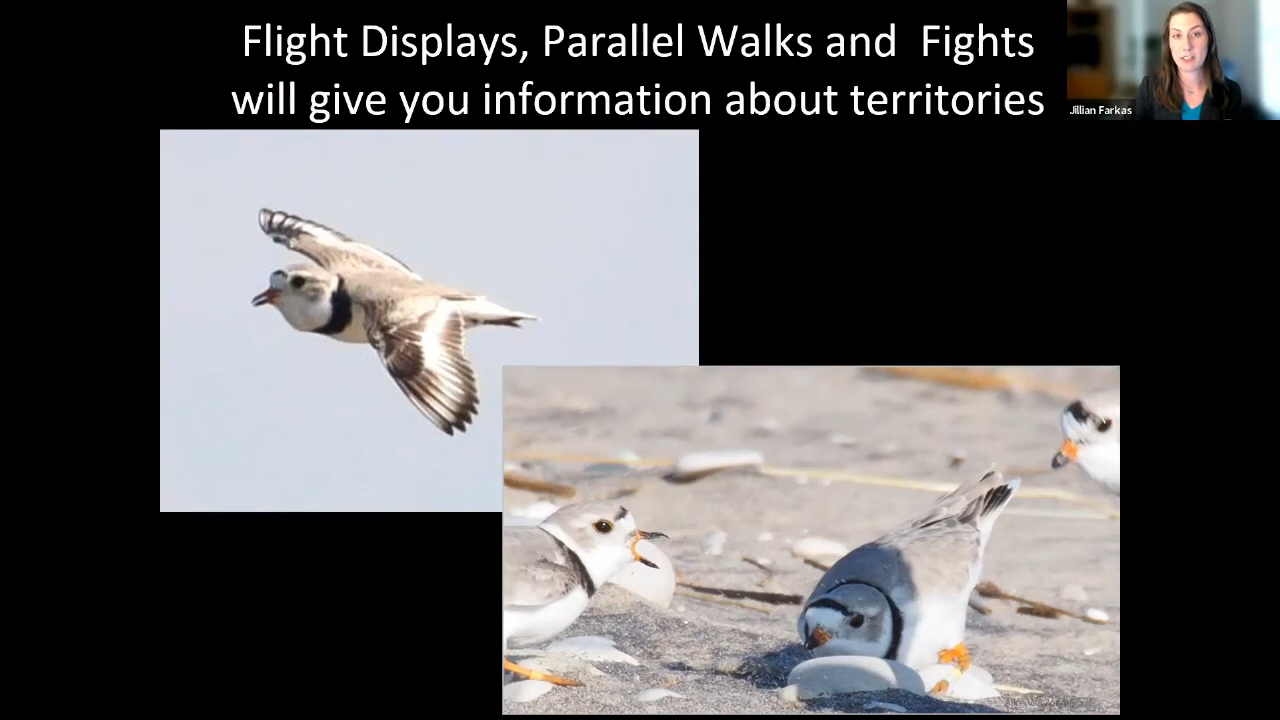 Flight Displays, Parallel Walks and  Fights
will give you information about territories
Jillian Farkas